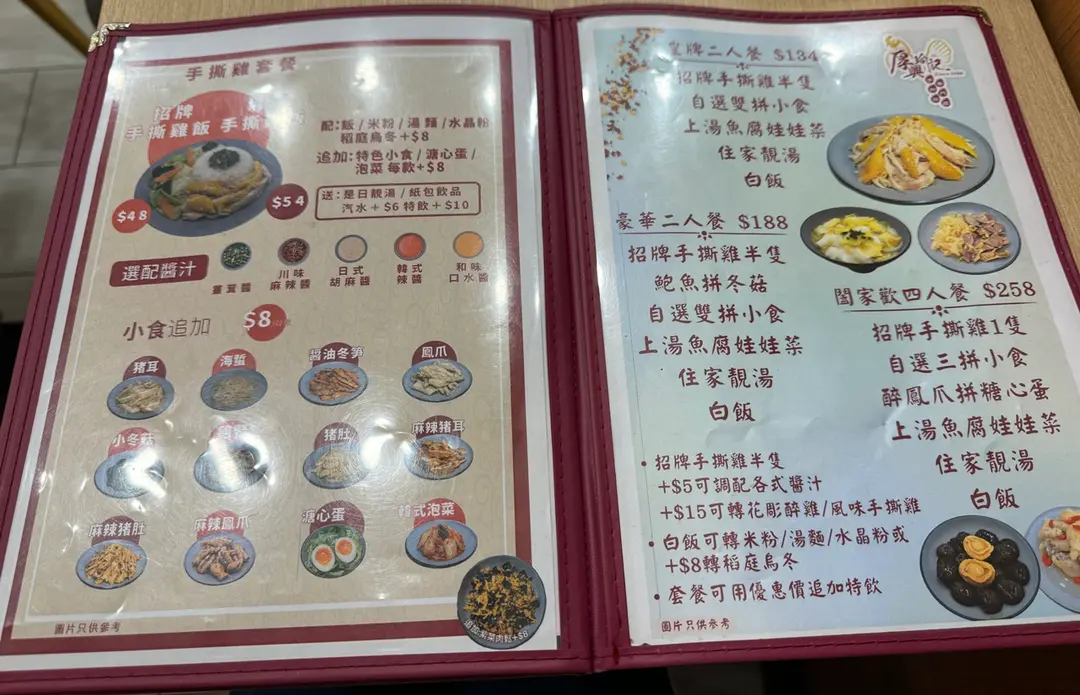 手撕雞套餐
招牌
手撕雞飯 手撕
$48
$54
配:飯/米粉/湯麵/水晶粉
稻庭烏冬+$8
追加:特色小食/溏心蛋/
泡菜 每款+$8
送:是日靚湯/紙包飲品
汽水+$6 特飲+$10
選配醬汁
薑茸醬
川味
麻辣醬
日式
胡麻醬
韓式
辣醬
和味
口水醬
小食追加
$8
豬耳
海蜇
醬油冬筍
鳳爪
小冬菇
豬肚
麻辣豬耳
麻辣豬肚
麻辣鳳爪
溏心蛋
韓式泡菜
紫菜肉鬆+$8
圖片只供參考
牌二人餐 $134
招牌手撕雞半隻
自選雙拼小食
上湯魚腐娃娃菜
住家靚湯
白飯
豪華二人餐 $188
招牌手撕雞半隻
鮑魚拼冬菇
自選雙拼小食
上湯魚腐娃娃菜
住家靚湯
白飯
闔家歡四人餐 $258
招牌手撕雞1隻
自選三拼小食
醉鳳爪拼糖心蛋
上湯魚腐娃娃菜
住家靚湯
白飯
• 招牌手撕雞半隻
+$5可調配各式醬汁
+$15可轉花彫醉雞/風味手撕雞
• 白飯可轉米粉/湯麵/水晶粉或
+$8轉稻庭烏冬
• 套餐可用優惠價追加特飲
圖片只供參考